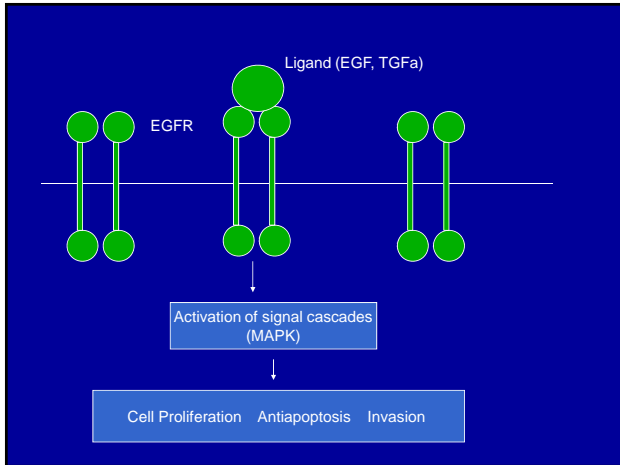 Ligand (EGF, TGFa)
EGFR
Activation of signal cascades
(MAPK)
Cell Proliferation Antiapoptosis Invasion